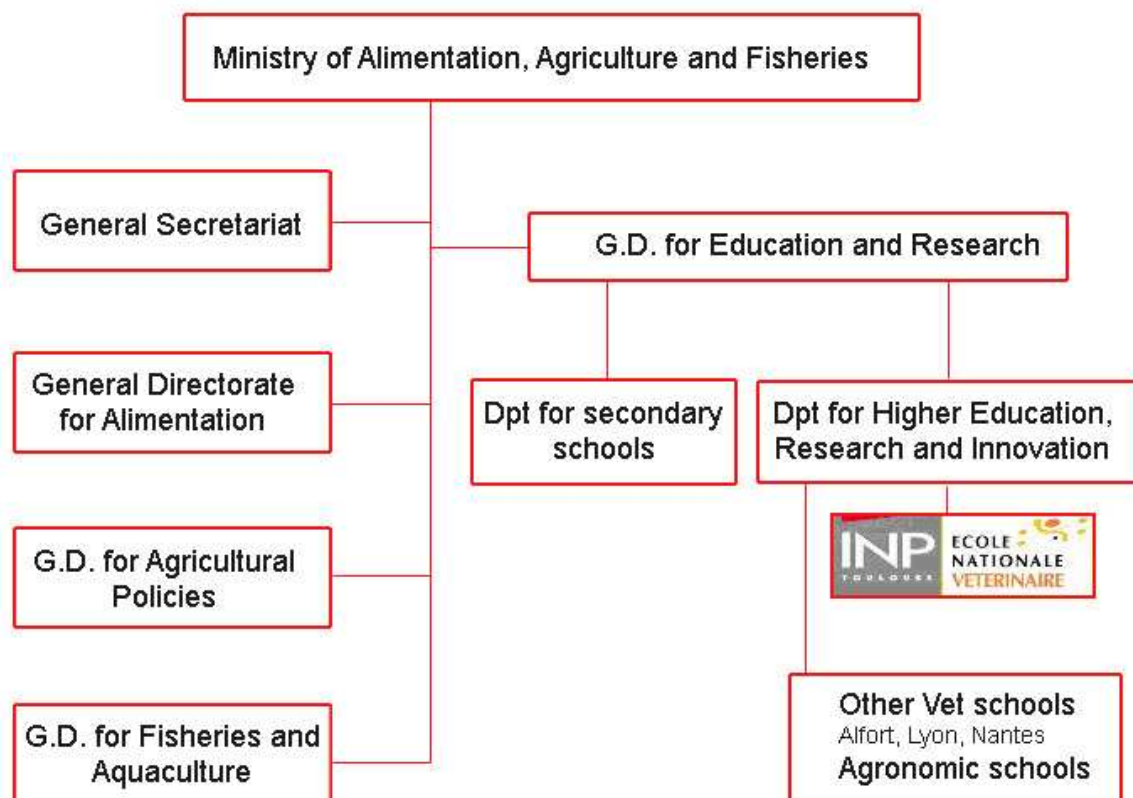 Ministry of Alimentation, Agriculture and Fisheries
General Secretariat
G.D. for Education and Research
General Directorate
for Alimentation
Dpt for secondary
schools
Dpt for Higher Education,
Research and Innovation
INP
TOULOUSE
ECOLE
NATIONALE
VETERINAIRE
G.D. for Agricultural
Policies
G.D. for Fisheries and
Aquaculture
Other Vet schools
Alfort, Lyon, Nantes
Agronomic schools